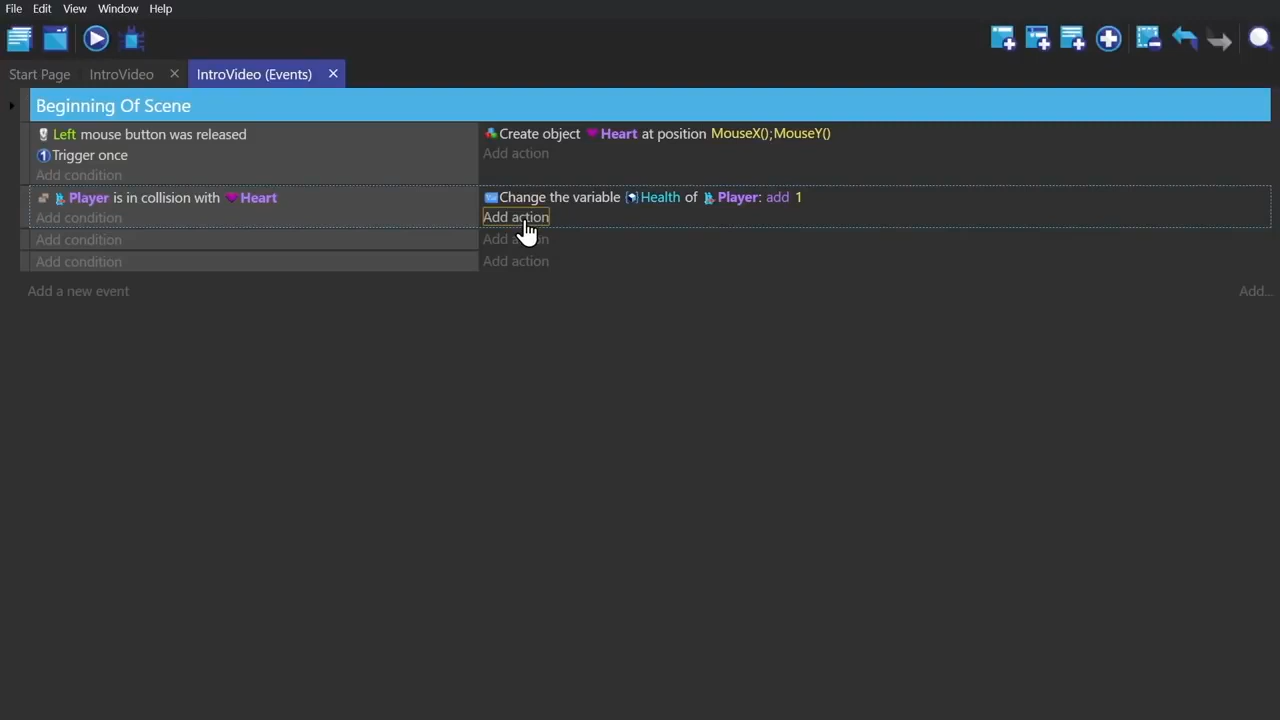 File Edit View Window Help
Start Page IntroVideo IntroVideo (Events)
Beginning Of Scene
Left mouse button was released
Trigger once
Add condition
Create object Heart at position MouseX();MouseY()
Add action
Player is in collision with Heart
Add condition
Change the variable Health of Player: add 1
Add action
Add condition
Add action
Add condition
Add action
Add a new event
Add...